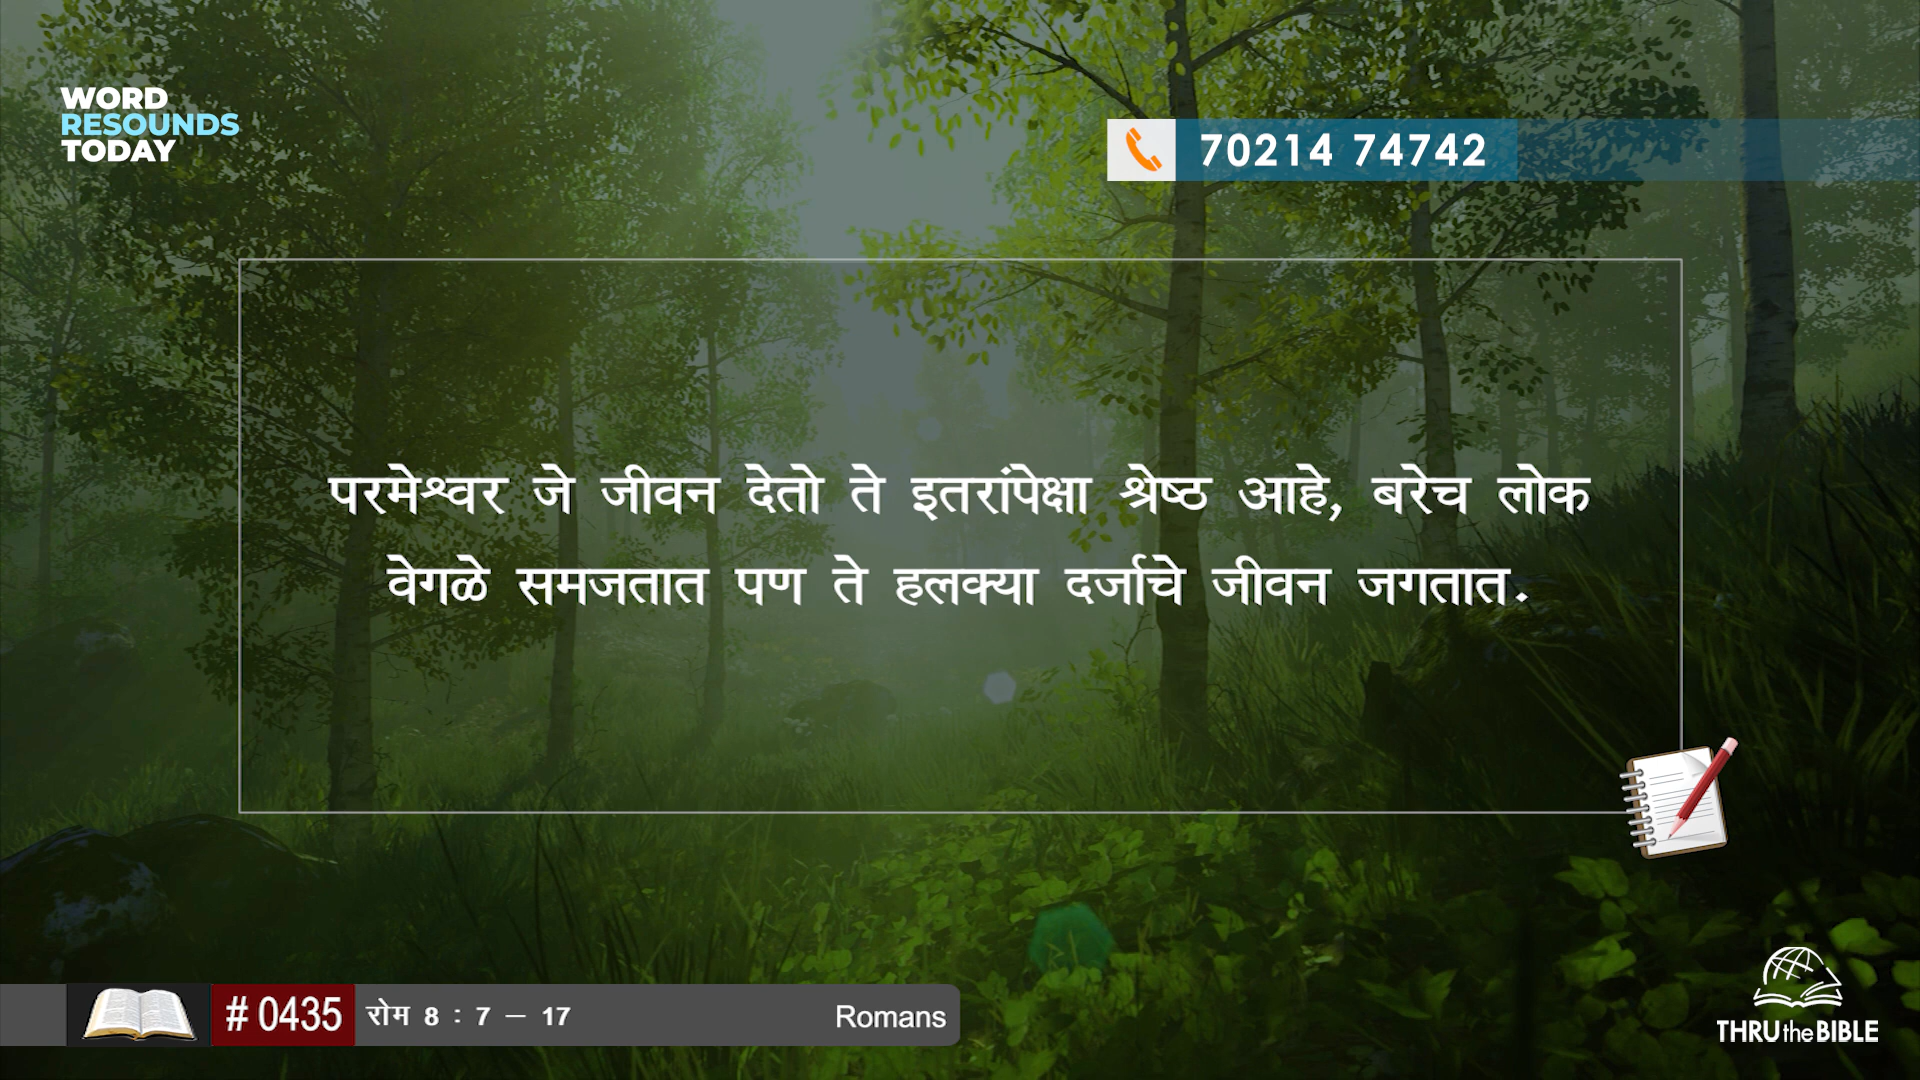 WORD
RESOUNDS
TODAY
70214 74742
परमेश्वर जे जीवन देतो ते इतरांपेक्षा श्रेष्ठ आहे, बरेच लोक
वेगळे समजतात पण ते हलक्या दर्जाचे जीवन जगतात.
# 0435 रोम 8 : 7 – 17 Romans
THRU the BIBLE